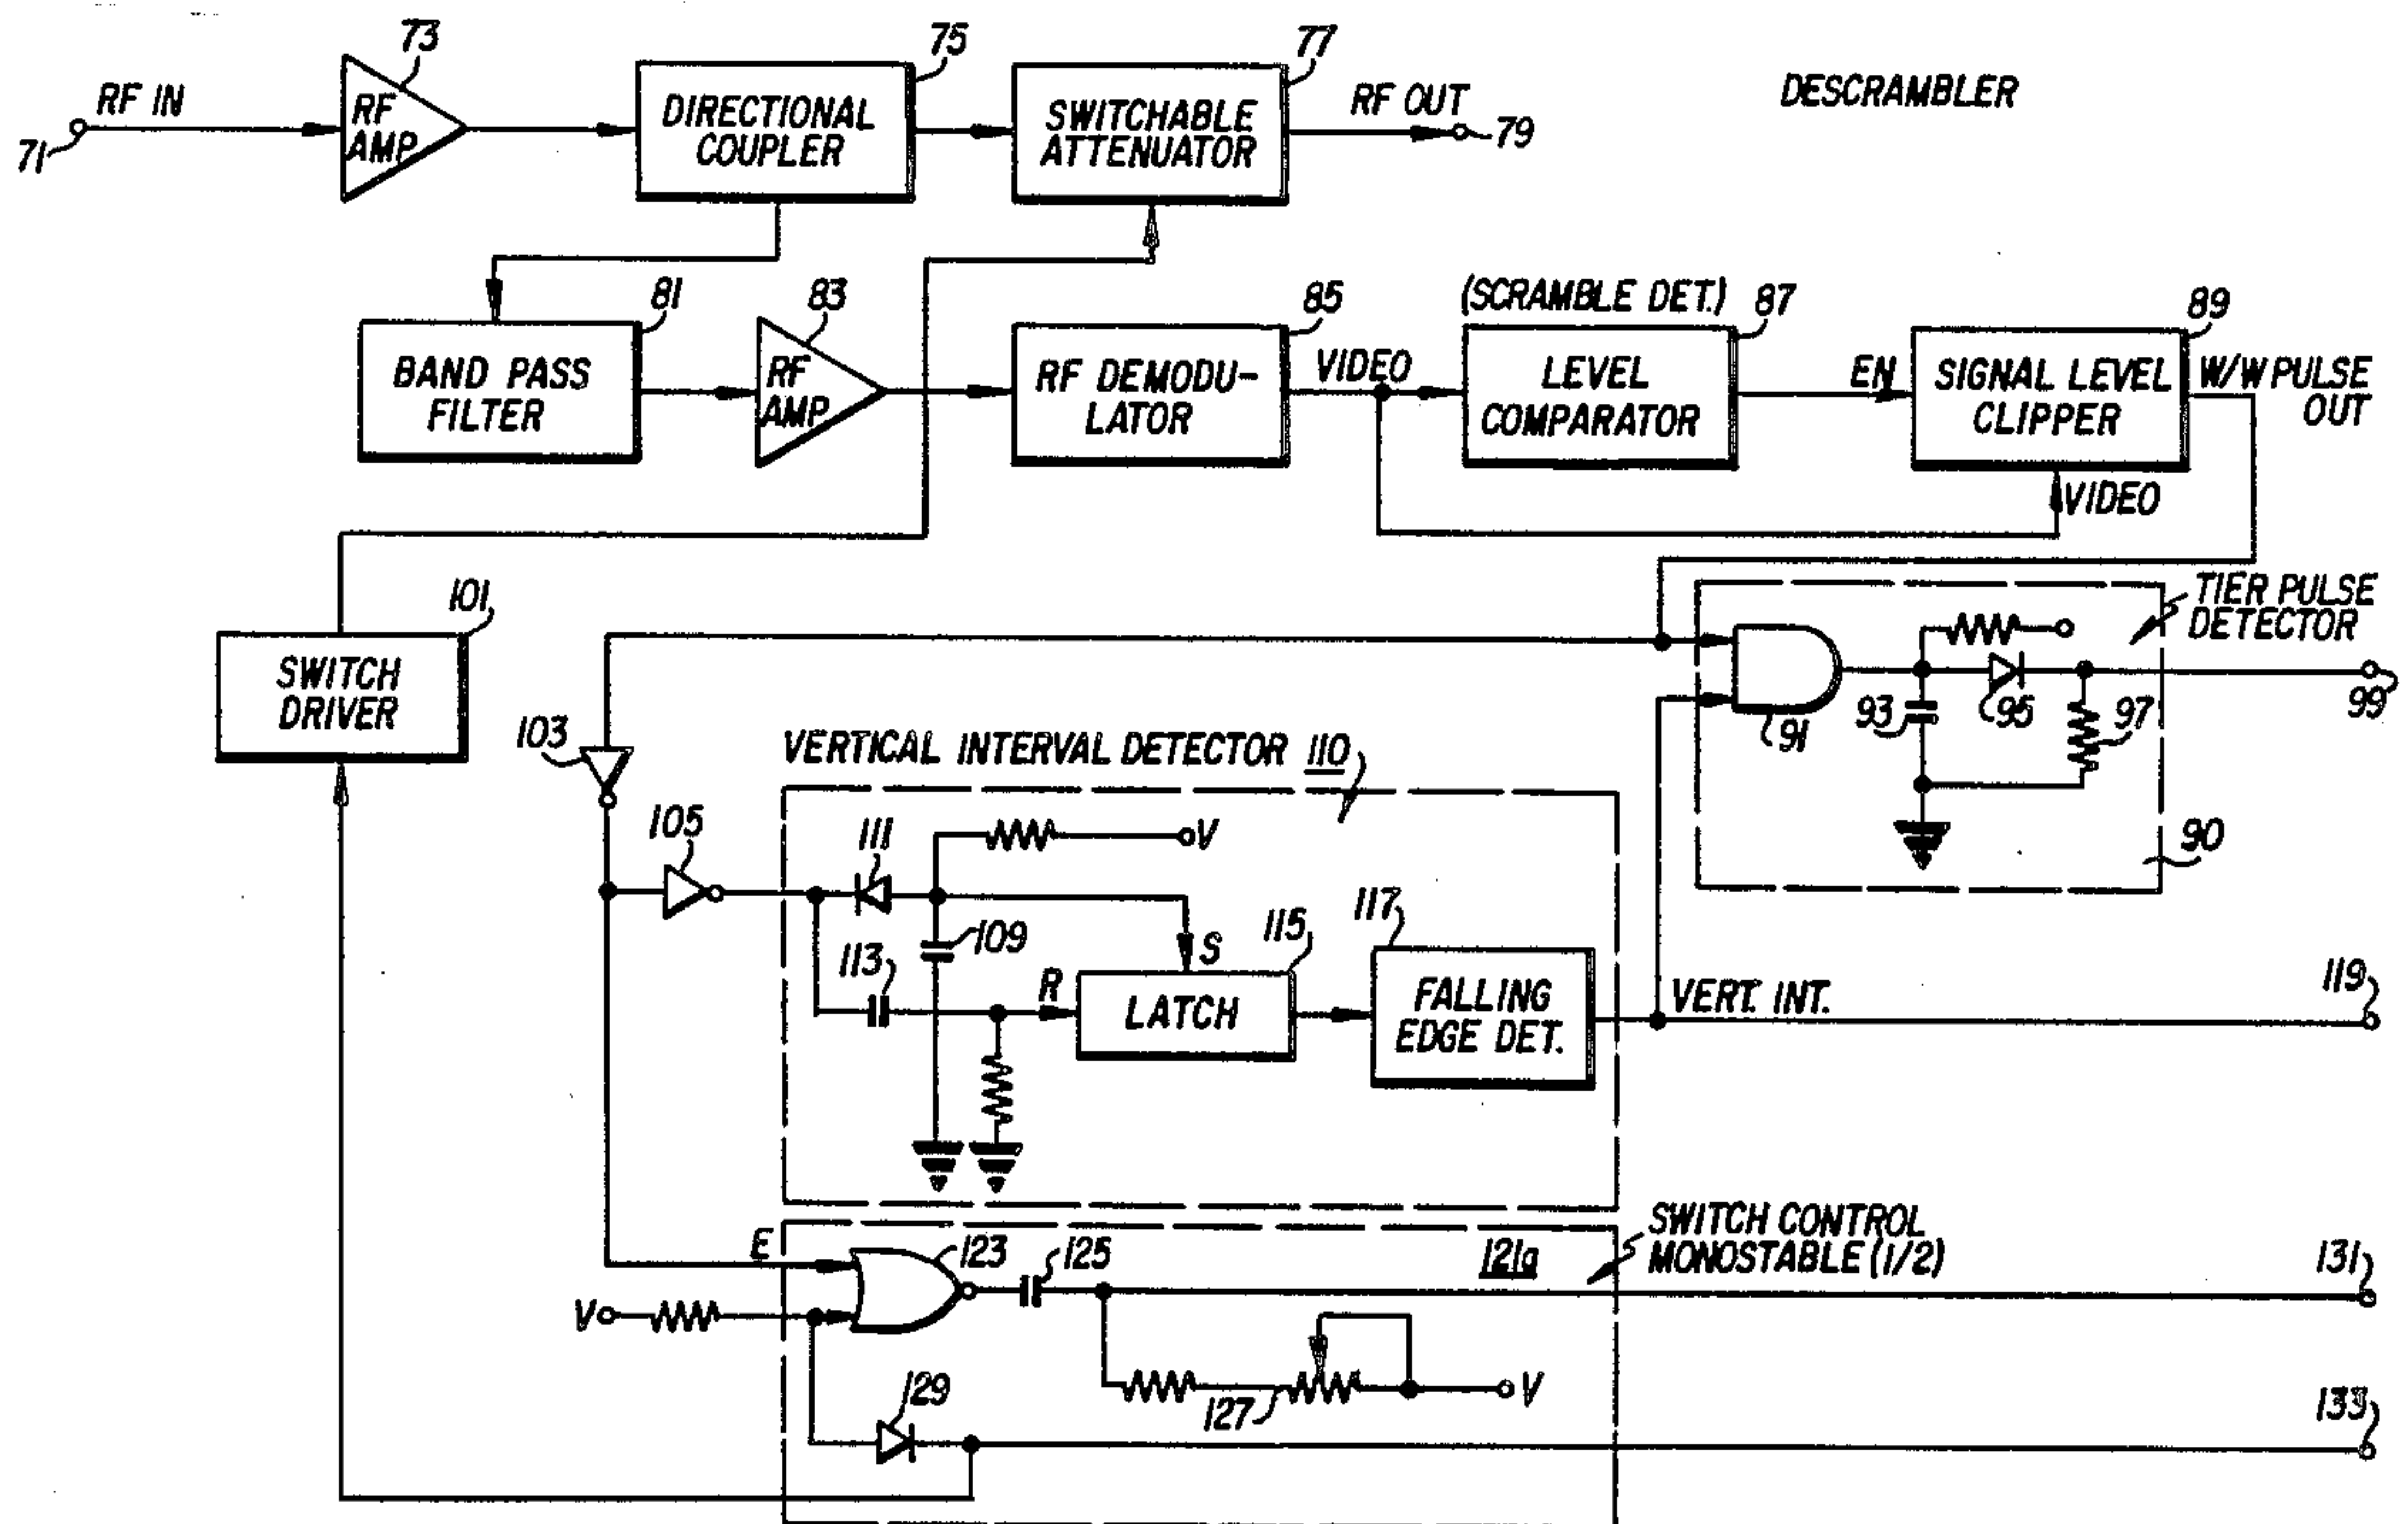 DESCRAMBLER
71
RF IN
73
RF
AMP
75
DIRECTIONAL
COUPLER
77
SWITCHABLE
ATTENUATOR
RF OUT
79
81
BAND PASS
FILTER
83
RF
AMP
85
RF DEMODU-
LATOR
VIDEO
(SCRAMBLE DET.)
87
LEVEL
COMPARATOR
EN
89
SIGNAL LEVEL
CLIPPER
W/W PULSE
OUT
VIDEO
101
SWITCH
DRIVER
TIER PULSE
DETECTOR
91
93
95
97
99
90
103
105
VERTICAL INTERVAL DETECTOR 110
111
V
109
113
S
R
115
LATCH
117
FALLING
EDGE DET.
VERT. INT.
119
E
123
125
121a
SWITCH CONTROL
MONOSTABLE (1/2)
131
V
127
V
129
133